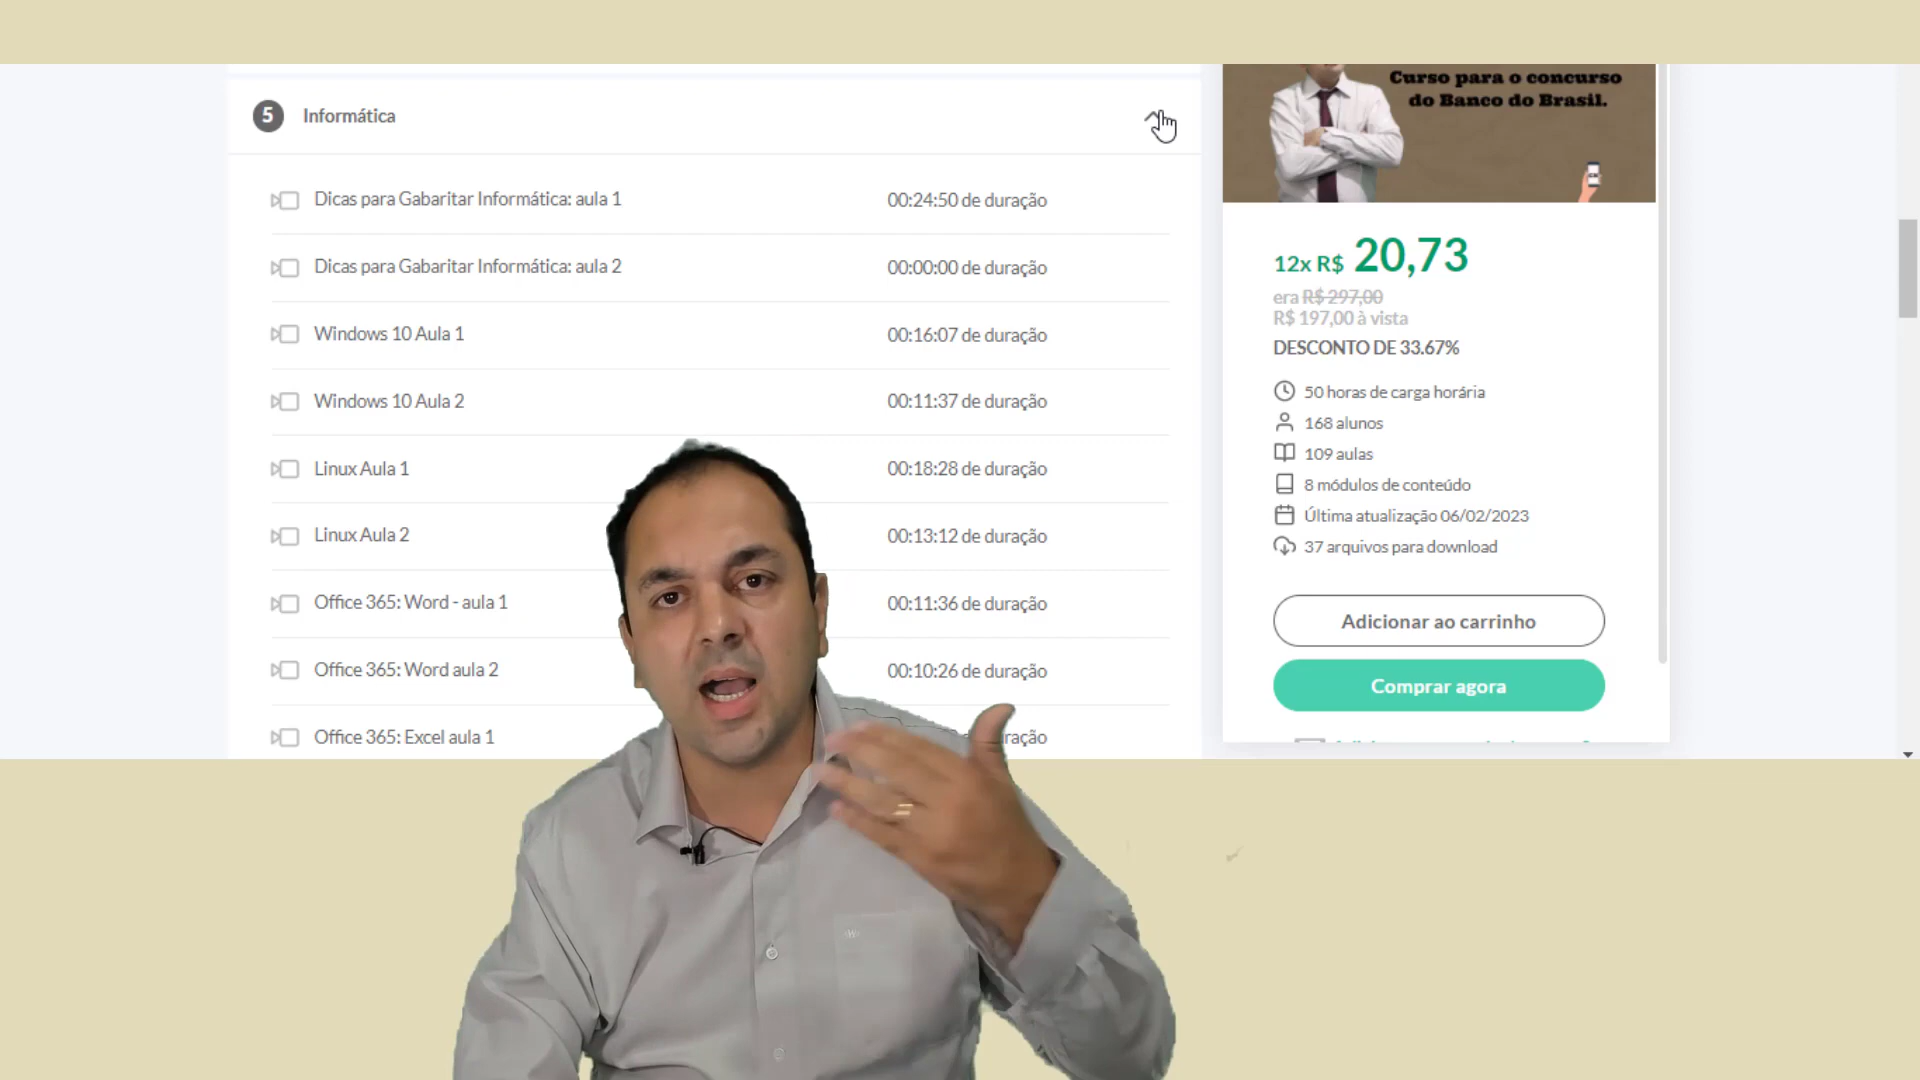 5 Informática
Dicas para Gabaritar Informática: aula 1 00:24:50 de duração
Dicas para Gabaritar Informática: aula 2 00:00:00 de duração
Windows 10 Aula 1 00:16:07 de duração
Windows 10 Aula 2 00:11:37 de duração
Linux Aula 1 00:18:28 de duração
Linux Aula 2 00:13:12 de duração
Office 365: Word - aula 1 00:11:36 de duração
Office 365: Word aula 2 00:10:26 de duração
Office 365: Excel aula 1
Curso para o concurso
do Banco do Brasil.
12x R$ 20,73
era R$ 297,00
R$ 197,00 à vista
DESCONTO DE 33.67%
50 horas de carga horária
168 alunos
109 aulas
8 módulos de conteúdo
Última atualização 06/02/2023
37 arquivos para download
Adicionar ao carrinho
Comprar agora